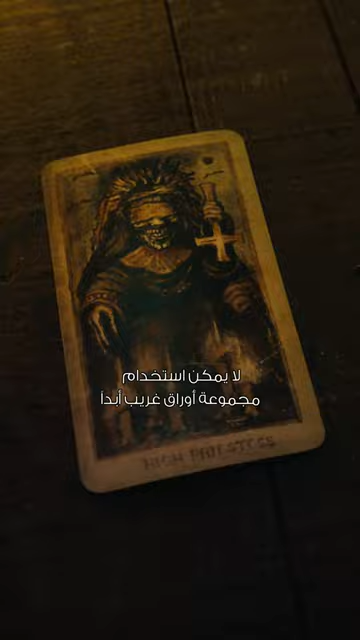 لا يمكن استخدام
مجموعة أوراق غريب أبداً
HIGH PRIESTESS